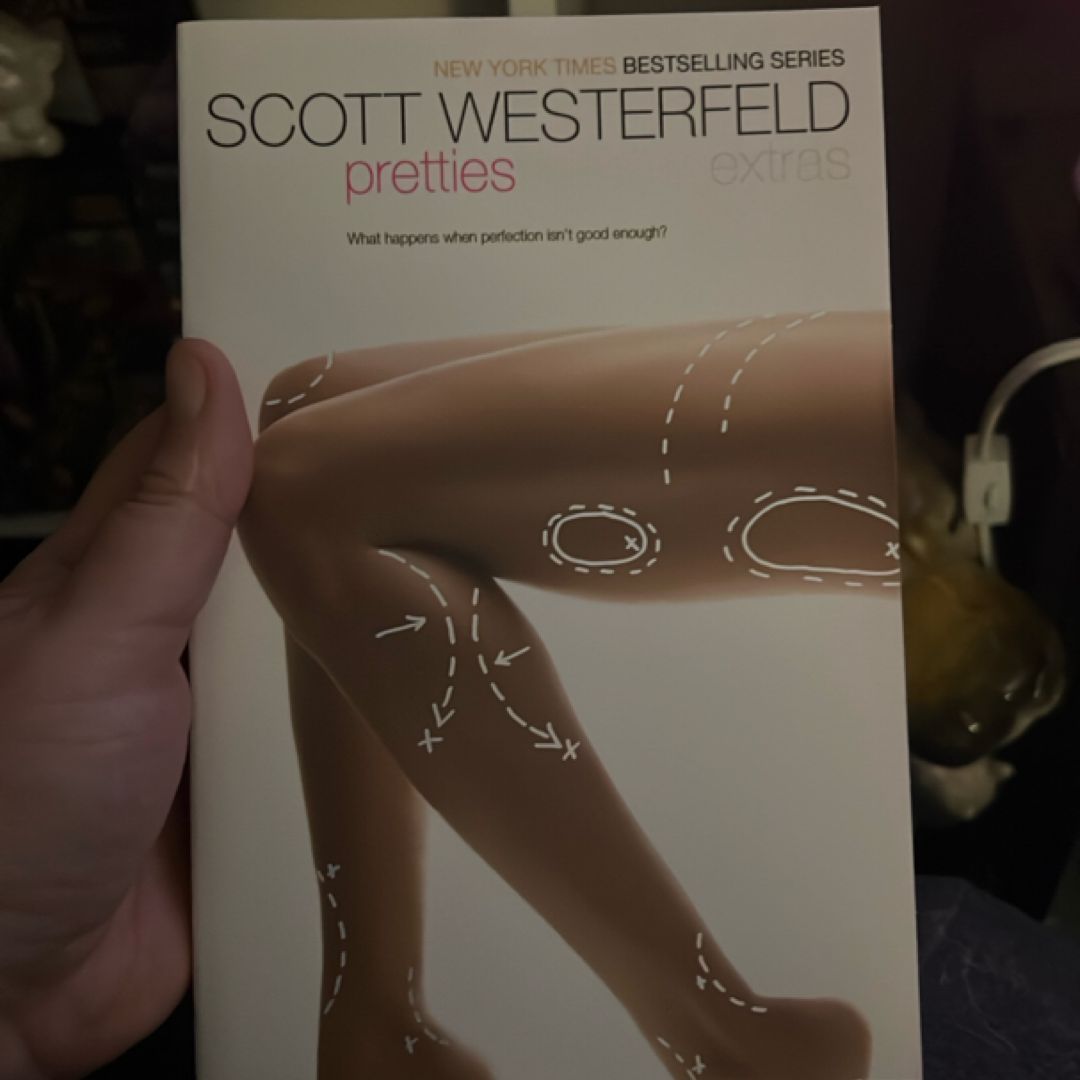 NEW YORK TIMES BESTSELLING SERIES
SCOTT WESTERFELD
pretties extras
What happens when perfection isn't good enough?